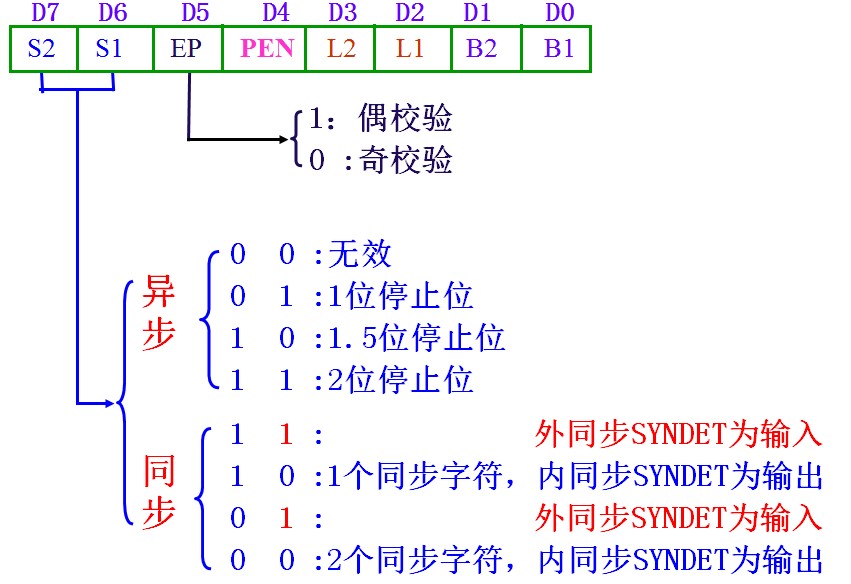 D7 D6 D5 D4 D3 D2 D1 D0
S2 S1 EP PEN L2 L1 B2 B1
1: 偶校验
0 :奇校验
异步
0 0 :无效
0 1 :1位停止位
1 0 :1.5位停止位
1 1 :2位停止位
同步
1 1 : 外同步SYNDET为输入
1 0 :1个同步字符，内同步SYNDET为输出
0 1 : 外同步SYNDET为输入
0 0 :2个同步字符，内同步SYNDET为输出